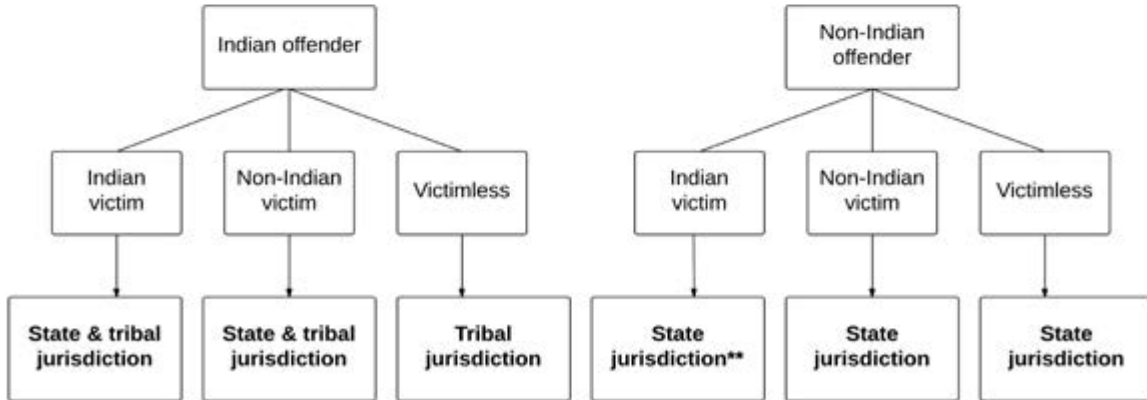 Indian offender
Non-Indian
offender
Indian
victim
Non-Indian
victim
Victimless
Indian
victim
Non-Indian
victim
Victimless
State & tribal
jurisdiction
State & tribal
jurisdiction
Tribal
jurisdiction
State
jurisdiction**
State
jurisdiction
State
jurisdiction